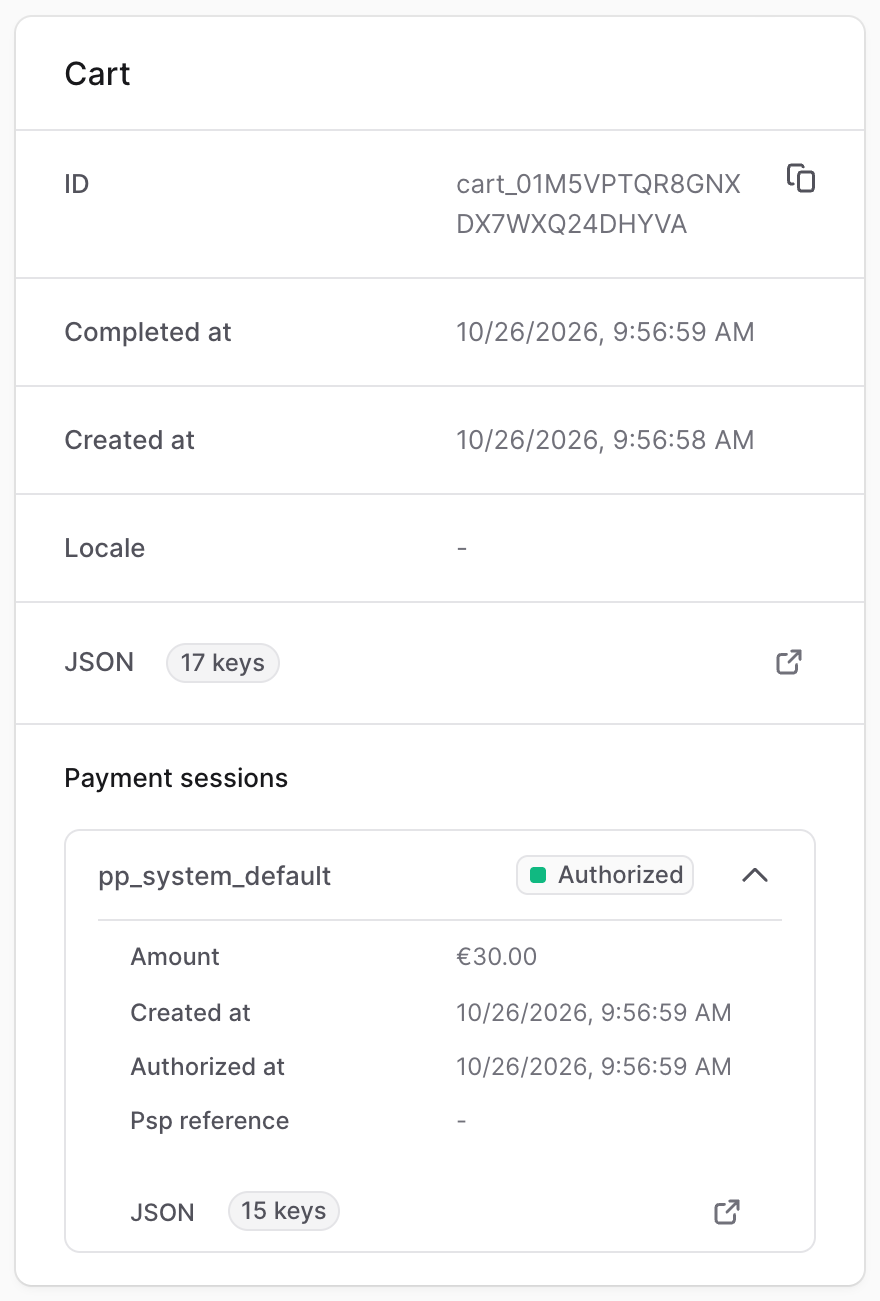 Cart
ID
cart_01M5VPTQR8GNX
DX7WXQ24DHYVA
Completed at 10/26/2026, 9:56:59 AM
Created at 10/26/2026, 9:56:58 AM
Locale -
JSON 17 keys
Payment sessions
pp_system_default Authorized
Amount €30.00
Created at 10/26/2026, 9:56:59 AM
Authorized at 10/26/2026, 9:56:59 AM
Psp reference -
JSON 15 keys